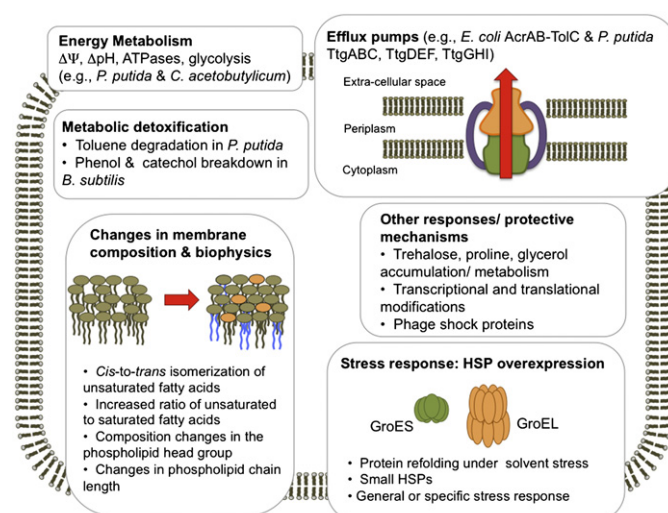 Energy Metabolism
ΔΨ, ΔpH, ATPases, glycolysis
(e.g., P. putida & C. acetobutylicum)
Efflux pumps (e.g., E. coli AcrAB-TolC & P. putida
TtgABC, TtgDEF, TtgGHI)
Extra-cellular space
Periplasm
Cytoplasm
Metabolic detoxification
• Toluene degradation in P. putida
• Phenol & catechol breakdown in
B. subtilis
Changes in membrane
composition & biophysics
• Cis-to-trans isomerization of
unsaturated fatty acids
• Increased ratio of unsaturated
to saturated fatty acids
• Composition changes in the
phospholipid head group
• Changes in phospholipid chain
length
Other responses/ protective
mechanisms
• Trehalose, proline, glycerol
accumulation/ metabolism
• Transcriptional and translational
modifications
• Phage shock proteins
Stress response: HSP overexpression
GroES
GroEL
• Protein refolding under solvent stress
• Small HSPs
• General or specific stress response